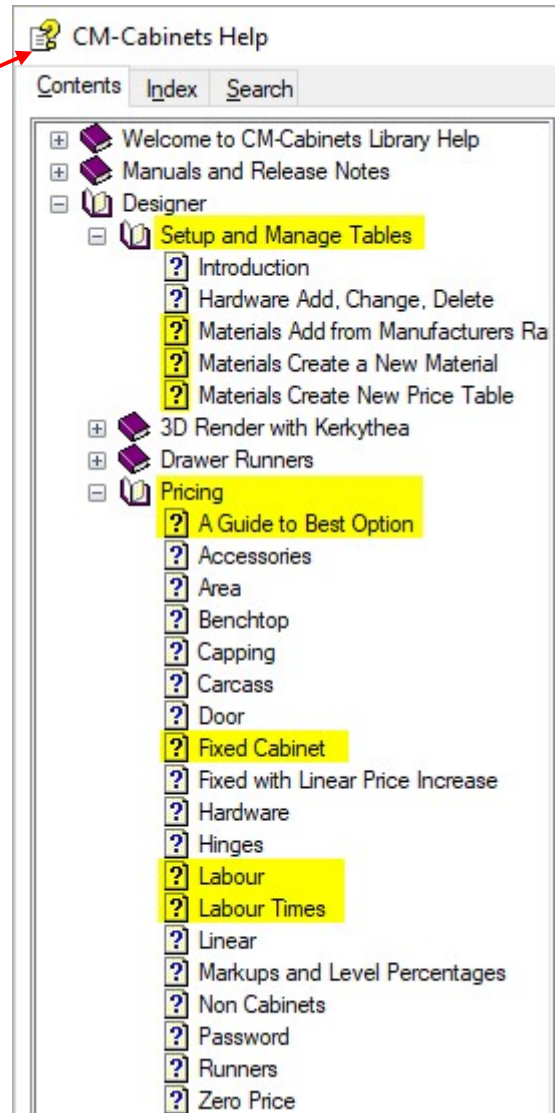 CM-Cabinets Help
Contents Index Search
Welcome to CM-Cabinets Library Help
Manuals and Release Notes
Designer
Setup and Manage Tables
Introduction
Hardware Add, Change, Delete
Materials Add from Manufacturers Ra
Materials Create a New Material
Materials Create New Price Table
3D Render with Kerkythea
Drawer Runners
Pricing
A Guide to Best Option
Accessories
Area
Benchtop
Capping
Carcass
Door
Fixed Cabinet
Fixed with Linear Price Increase
Hardware
Hinges
Labour
Labour Times
Linear
Markups and Level Percentages
Non Cabinets
Password
Runners
Zero Price